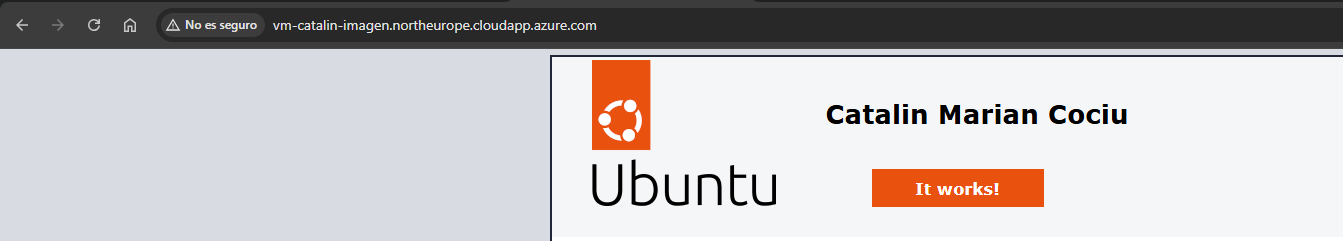 No es seguro
vm-catalin-imagen.northeurope.cloudapp.azure.com
Catalin Marian Cociu
Ubuntu
It works!